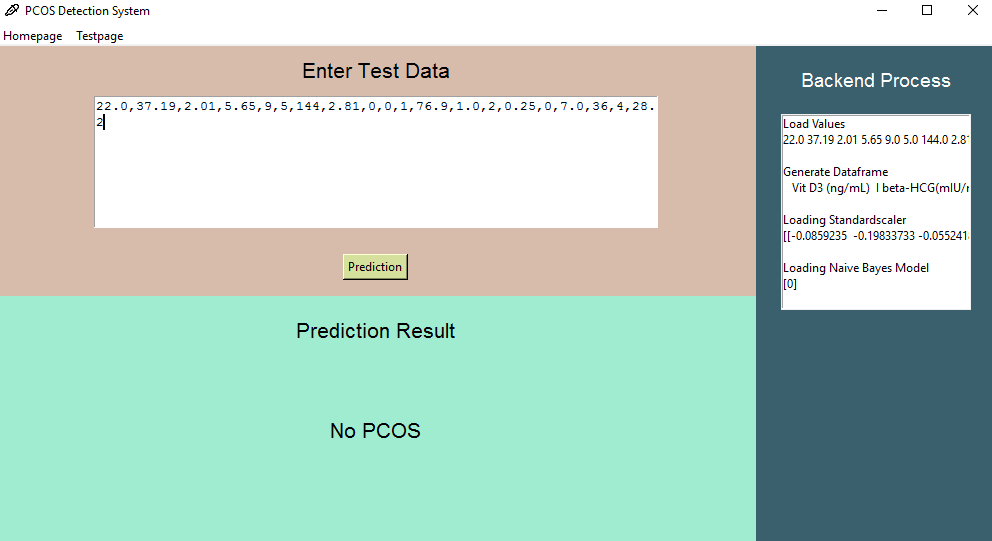 PCOS Detection System
Homepage Testpage
Enter Test Data
22.0,37.19,2.01,5.65,9,5,144,2.81,0,0,1,76.9,1.0,2,0.25,0,7.0,36,4,28.
2
Prediction
Prediction Result
No PCOS
Backend Process
Load Values
22.0 37.19 2.01 5.65 9.0 5.0 144.0 2.81
Generate Dataframe
Vit D3 (ng/mL) I beta-HCG(mIU/
Loading Standardscaler
[[-0.0859235 -0.19833733 -0.055241
Loading Naive Bayes Model
[0]